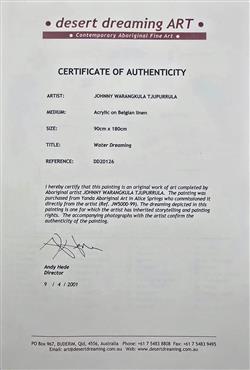 • desert dreaming ART •
• Contemporary Aboriginal Fine Art •
CERTIFICATE OF AUTHENTICITY
ARTIST: JOHNNY WARANGKULA TJUPURRULA
MEDIUM: Acrylic on Belgian linen
SIZE: 90cm x 180cm
TITLE: Water Dreaming
REFERENCE: DD20126
I hereby certify that this painting is an original work of art completed by
Aboriginal artist JOHNNY WARANGKULA TJUPURRULA. The painting was
purchased from Yanda Aboriginal Art in Alice Springs who commissioned it
directly from the artist (Ref. JW5000-99). The dreaming depicted in this
painting is one for which the artist has inherited storytelling and painting
rights. The accompanying photographs with the artist confirm the
authenticity of the painting.
Andy Hede
Director
9 / 4 / 2001
PO Box 967, BUDERIM, Qld, 4556, Australia Phone: +61 7 5483 8808 Fax: +61 7 5483 9495
Email: art@desertdreaming.com.au Web: www.desertdreaming.com.au